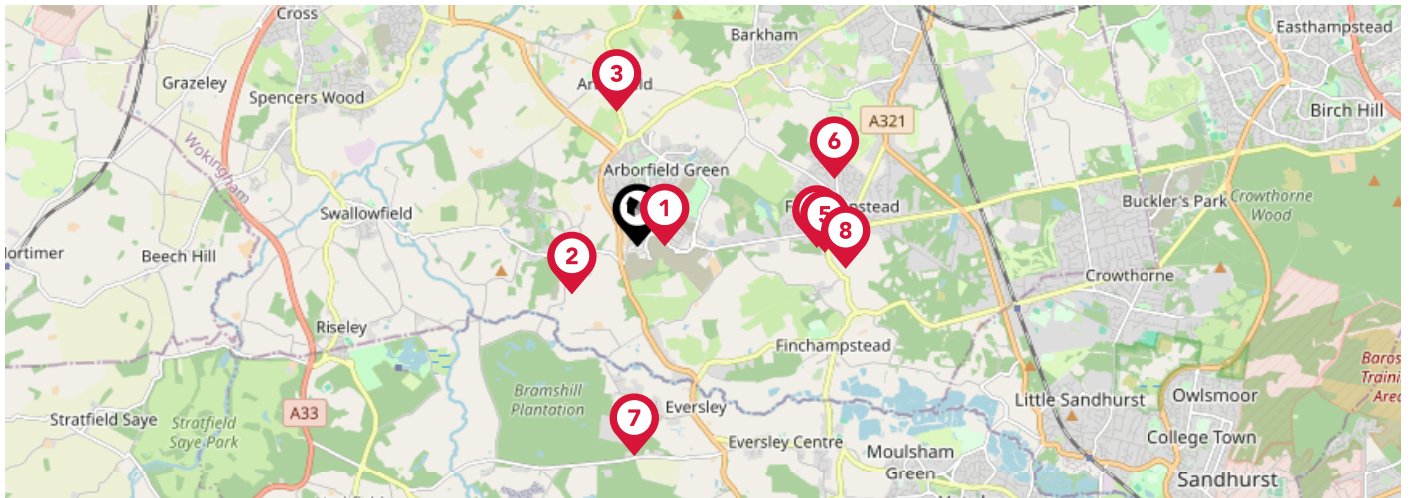 Cross
Easthampstead
Barkham
3
Grazeley
Spencers Wood
Birch Hill
A321
6
Wokingham
Arborfield Green
Buckler's Park
Crowthorne
Wood
1
5
8
Swallowfield
2
Beech Hill
Crowthorne
Riseley
Finchampstead
Bramshill
Plantation
Little Sandhurst
Owlsmoor
A33
Stratfield Saye
Stratfield
Saye Park
7
Eversley
Eversley Centre
College Town
Moulsham
Green
Sandhurst